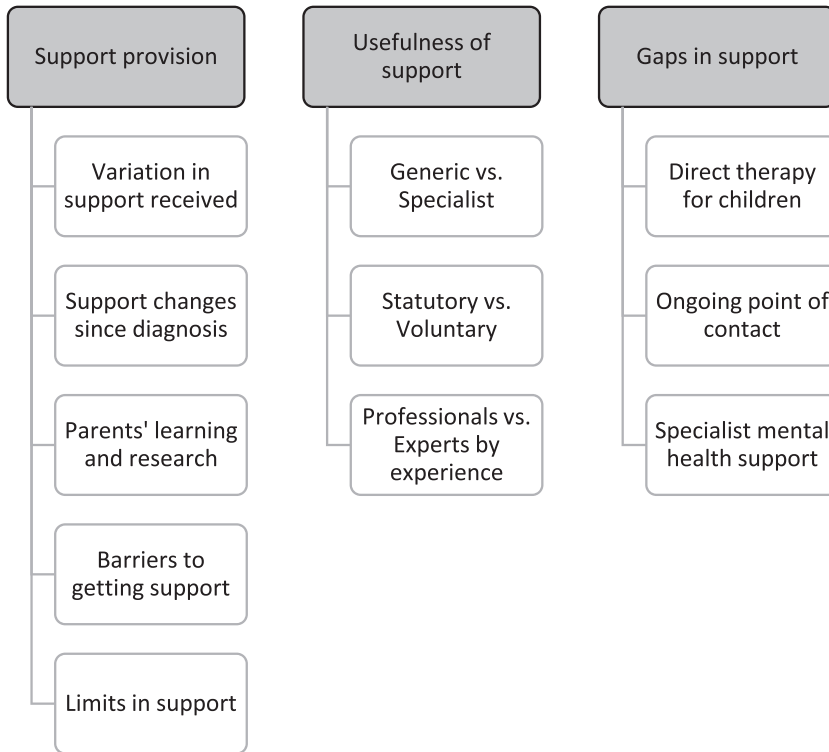 Support provision
Variation in
support received
Support changes
since diagnosis
Parents' learning
and research
Barriers to
getting support
Limits in support
Usefulness of
support
Generic vs.
Specialist
Statutory vs.
Voluntary
Professionals vs.
Experts by
experience
Gaps in support
Direct therapy
for children
Ongoing point of
contact
Specialist mental
health support